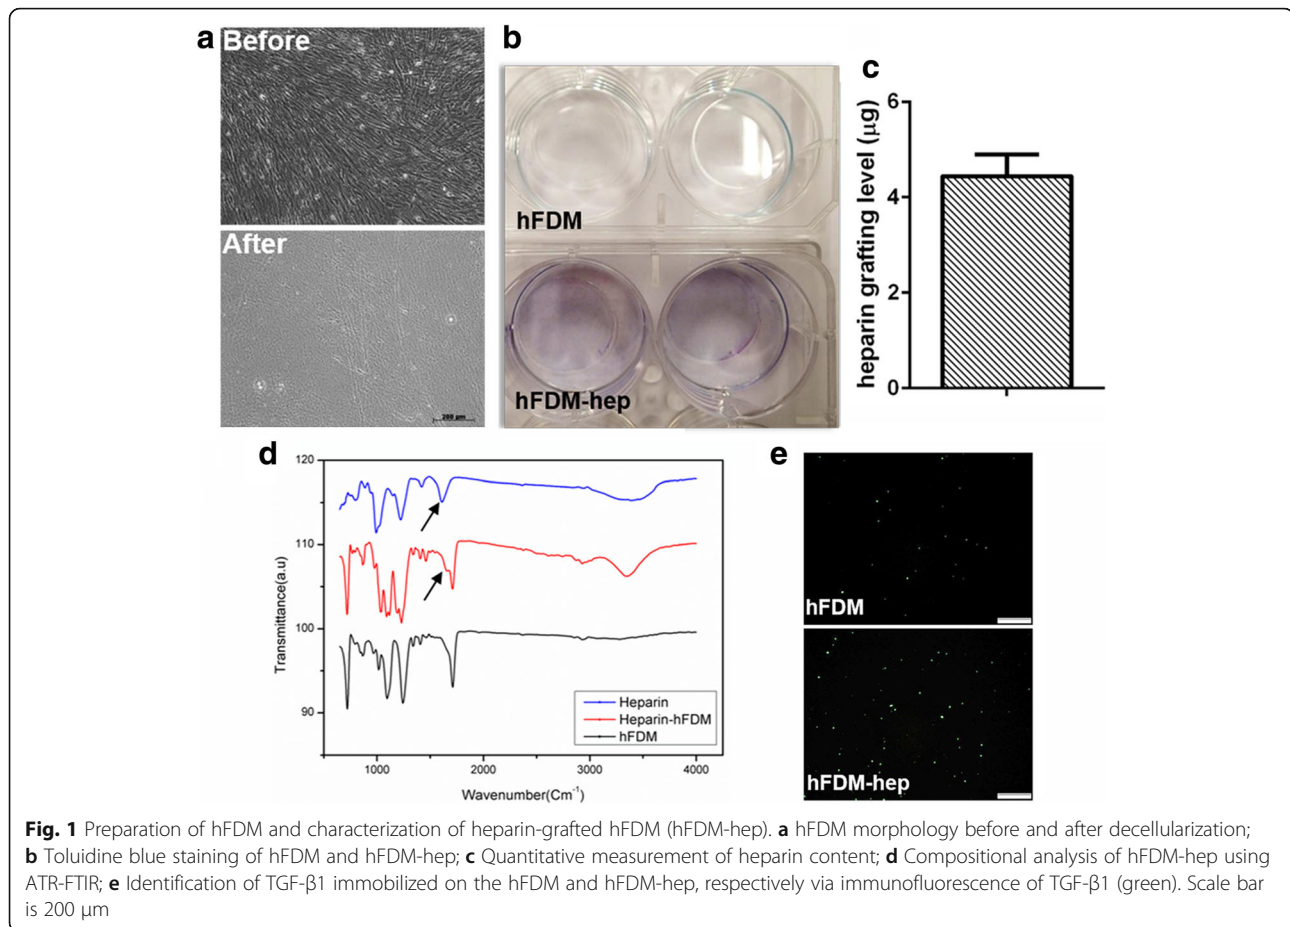 a
Before
After
200 µm
b
hFDM
hFDM-hep
c
heparin grafting level (µg)
6
4
2
0
d
120
110
100
90
Transmittance(a.u)
Heparin
Heparin-hFDM
hFDM
1000 2000 3000 4000
Wavenumber(Cm⁻¹)
e
hFDM
hFDM-hep
Fig. 1 Preparation of hFDM and characterization of heparin-grafted hFDM (hFDM-hep). a hFDM morphology before and after decellularization;
b Toluidine blue staining of hFDM and hFDM-hep; c Quantitative measurement of heparin content; d Compositional analysis of hFDM-hep using
ATR-FTIR; e Identification of TGF-β1 immobilized on the hFDM and hFDM-hep, respectively via immunofluorescence of TGF-β1 (green). Scale bar
is 200 µm